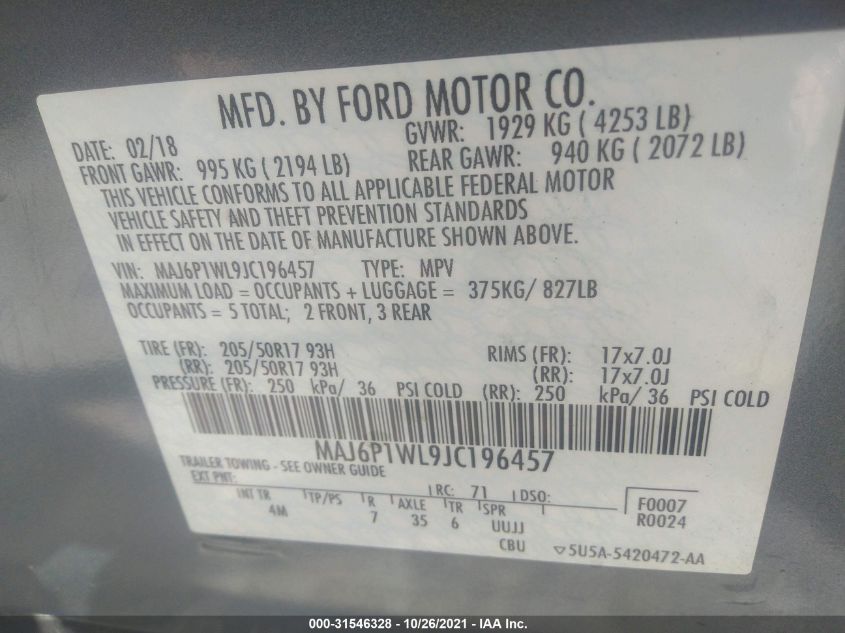 MFD. BY FORD MOTOR CO.
DATE: 02/18 GVWR: 1929 KG ( 4253 LB)
FRONT GAWR: 995 KG ( 2194 LB) REAR GAWR: 940 KG ( 2072 LB)
THIS VEHICLE CONFORMS TO ALL APPLICABLE FEDERAL MOTOR
VEHICLE SAFETY AND THEFT PREVENTION STANDARDS
IN EFFECT ON THE DATE OF MANUFACTURE SHOWN ABOVE.
VIN: MAJ6P1WL9JC196457 TYPE: MPV
MAXIMUM LOAD = OCCUPANTS + LUGGAGE = 375KG/ 827LB
OCCUPANTS = 5 TOTAL; 2 FRONT, 3 REAR
TIRE (FR): 205/50R17 93H RIMS (FR): 17x7.0J
(RR): 205/50R17 93H (RR): 17x7.0J
PRESSURE (FR): 250 kPa/ 36 PSI COLD (RR): 250 kPa/ 36 PSI COLD
MAJ6P1WL9JC196457
TRAILER TOWING - SEE OWNER GUIDE
EXT PNT: RC: 71 DSO: F0007
INT TR TP/PS R AXLE TR SPR R0024
4M 7 35 6 UUJJ
CBU ▽5U5A-5420472-AA
000-31546328 - 10/26/2021 - IAA Inc.